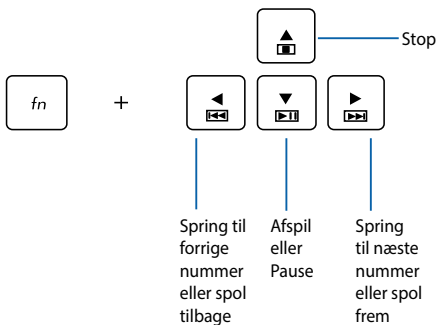 Stop
fn
+
Spring til
forrige
nummer
eller spol
tilbage
Afspil
eller
Pause
Spring
til næste
nummer
eller spol
frem